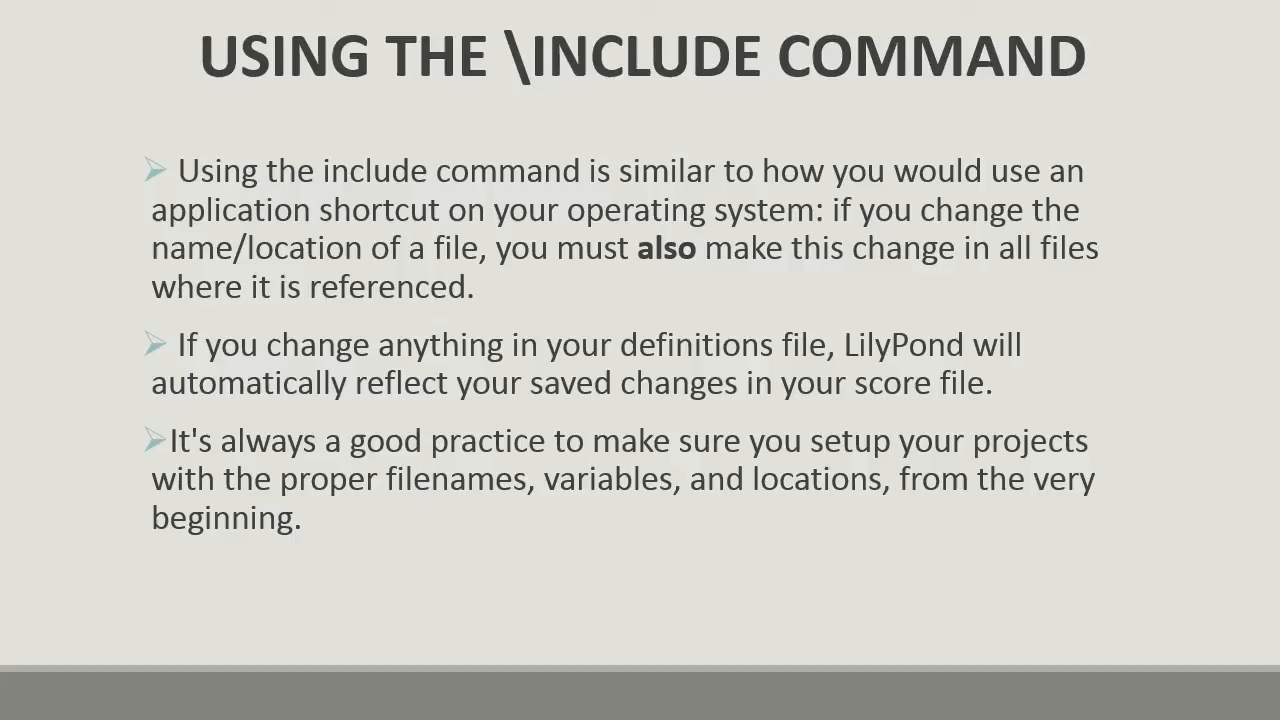 USING THE \INCLUDE COMMAND
Using the include command is similar to how you would use an
application shortcut on your operating system: if you change the
name/location of a file, you must also make this change in all files
where it is referenced.
If you change anything in your definitions file, LilyPond will
automatically reflect your saved changes in your score file.
It's always a good practice to make sure you setup your projects
with the proper filenames, variables, and locations, from the very
beginning.